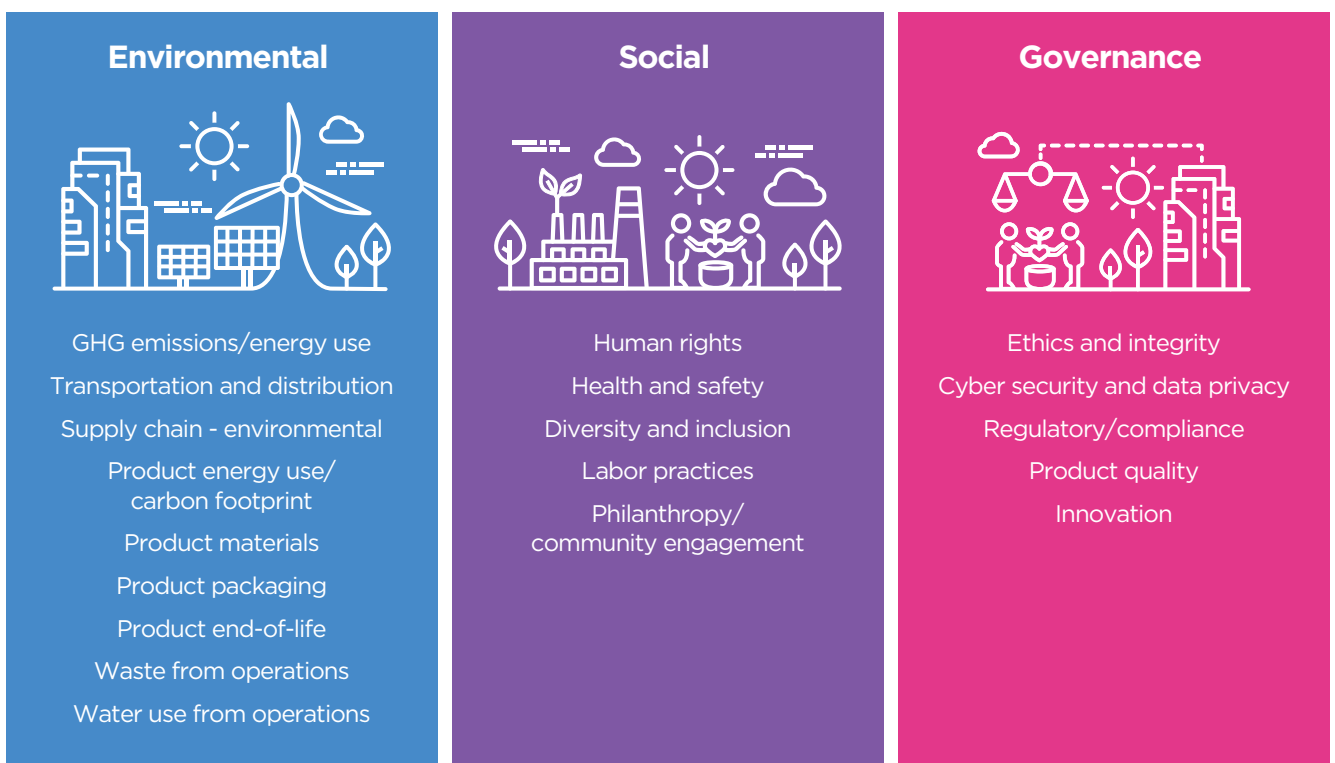 Environmental
GHG emissions/energy use
Transportation and distribution
Supply chain - environmental
Product energy use/
carbon footprint
Product materials
Product packaging
Product end-of-life
Waste from operations
Water use from operations
Social
Human rights
Health and safety
Diversity and inclusion
Labor practices
Philanthropy/
community engagement
Governance
Ethics and integrity
Cyber security and data privacy
Regulatory/compliance
Product quality
Innovation